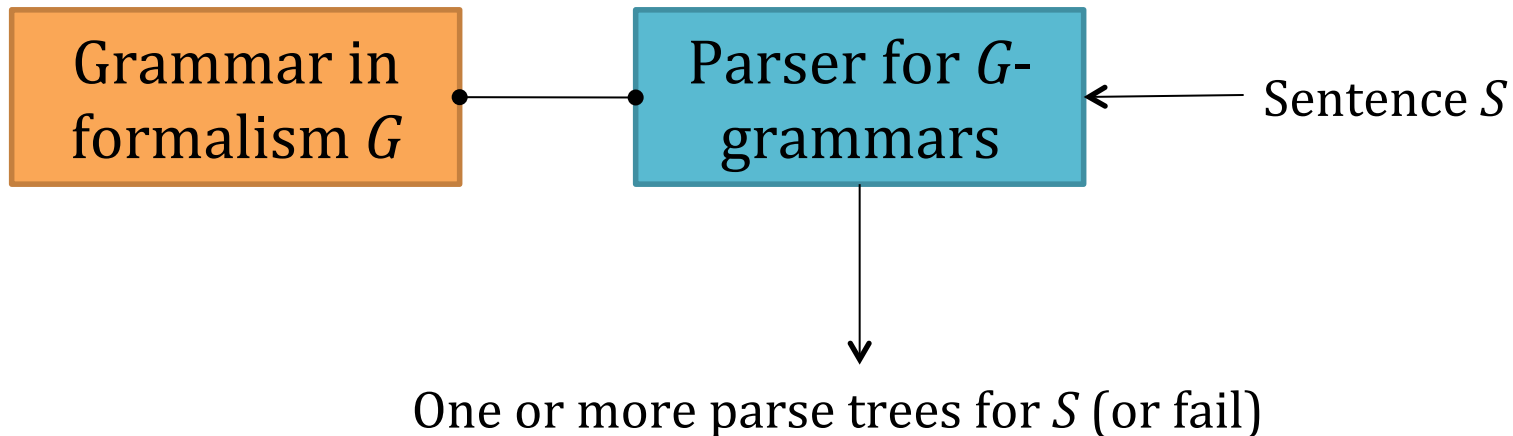 Grammar in
formalism G
Parser for G-
grammars
Sentence S
One or more parse trees for S (or fail)